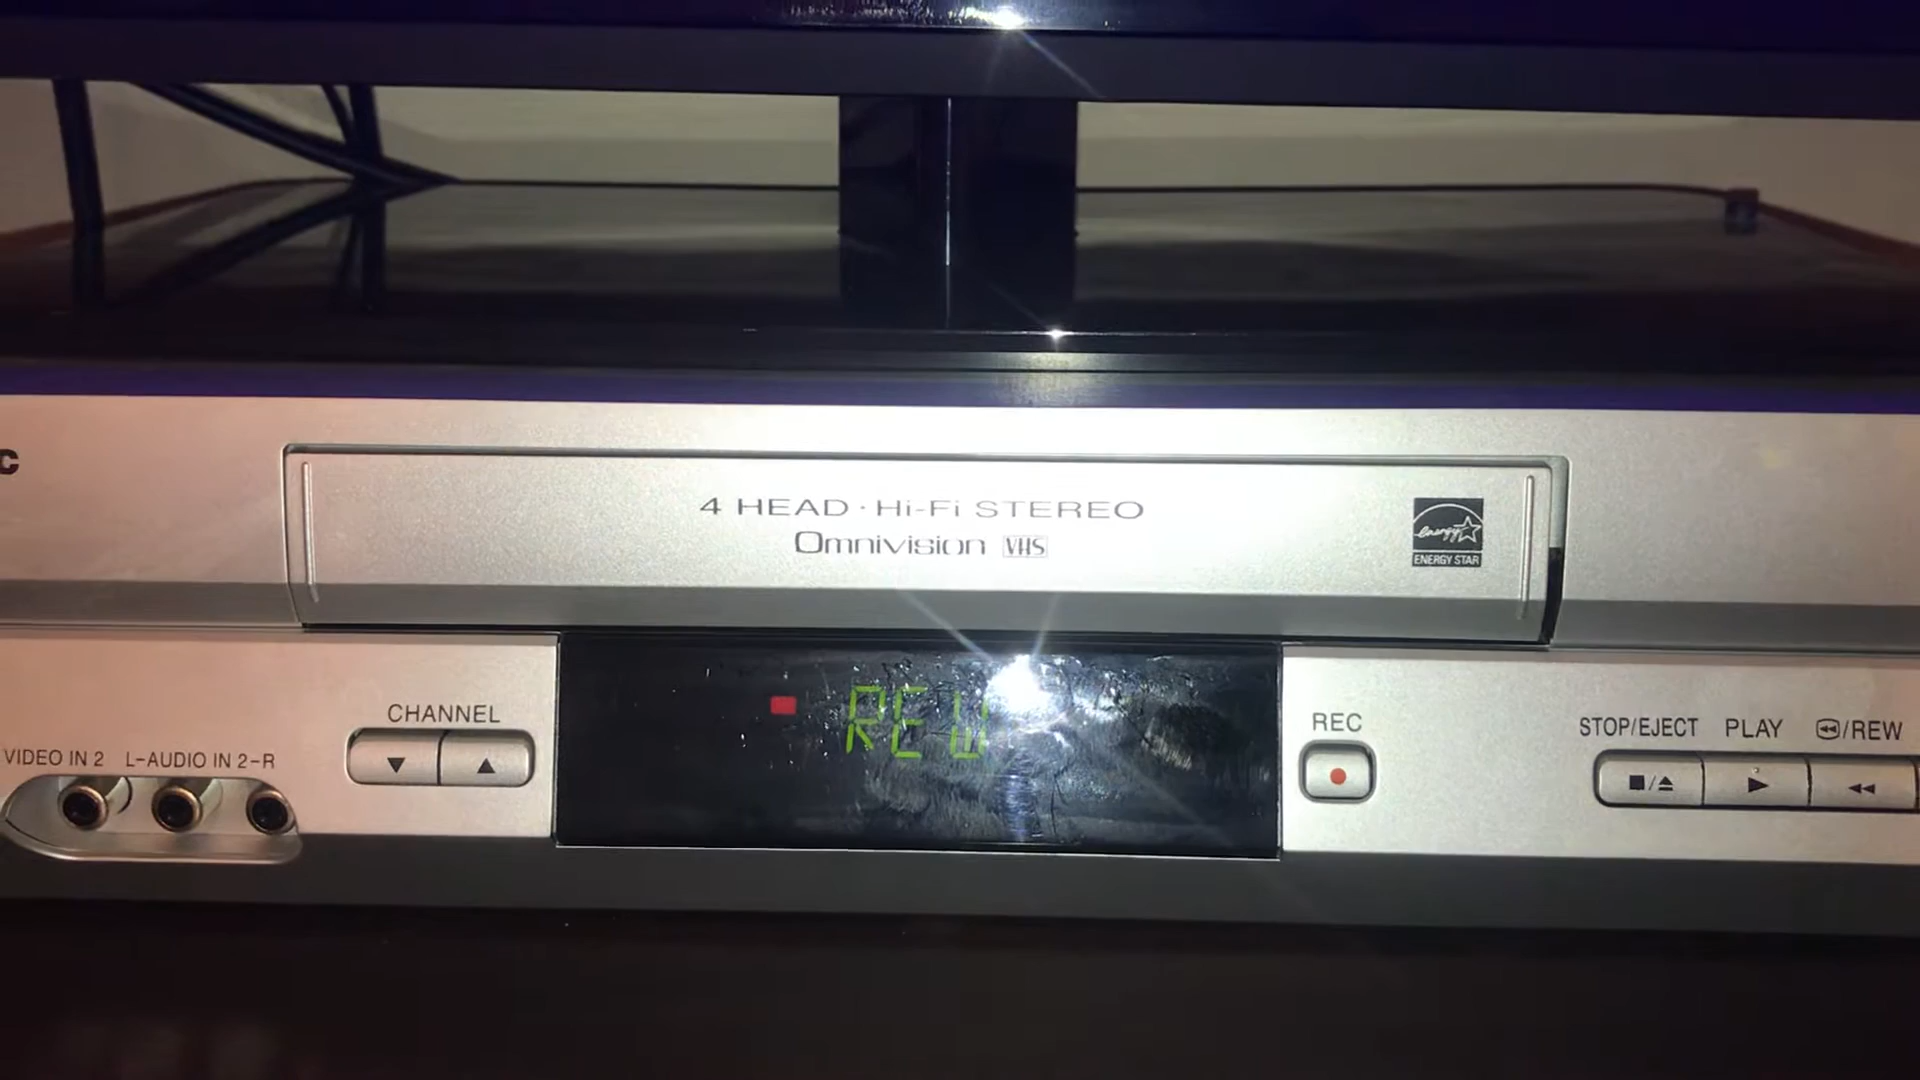 c
4 HEAD · Hi-Fi STEREO
Omnivision VHS
energy
ENERGY STAR
REW
CHANNEL
VIDEO IN 2 L-AUDIO IN 2-R
REC
STOP/EJECT PLAY /REW